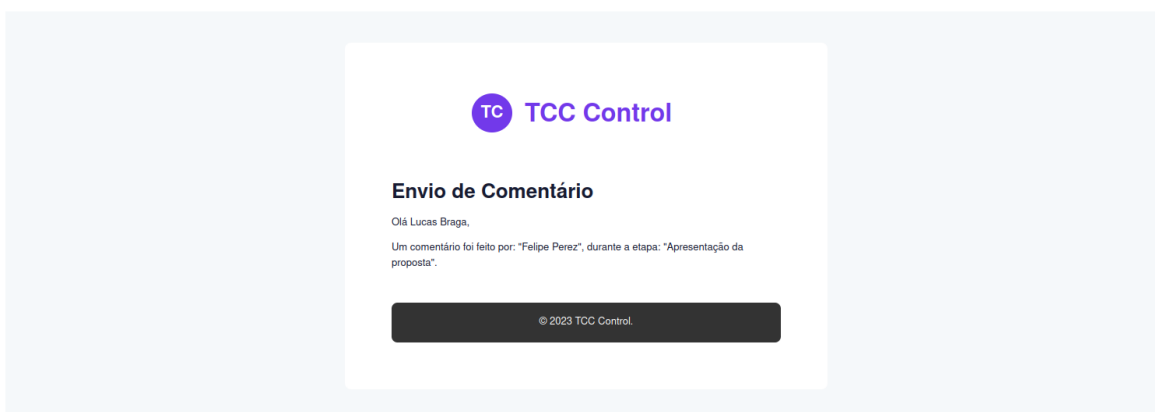 TC TCC Control
Envio de Comentário
Olá Lucas Braga,
Um comentário foi feito por: "Felipe Perez", durante a etapa: "Apresentação da
proposta".
© 2023 TCC Control.